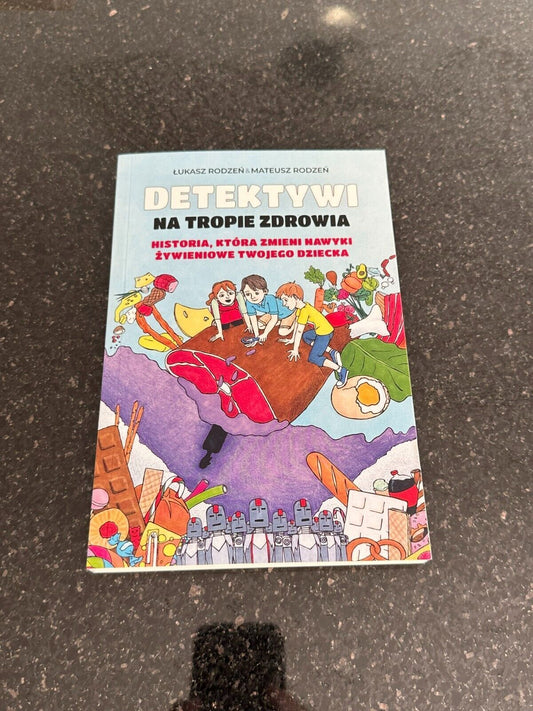 ŁUKASZ RODZEŃ & MATEUSZ RODZEŃ
DETEKTYWI
NA TROPIE ZDROWIA
HISTORIA, KTÓRA ZMIENI NAWYKI
ŻYWIENIOWE TWOJEGO DZIECKA